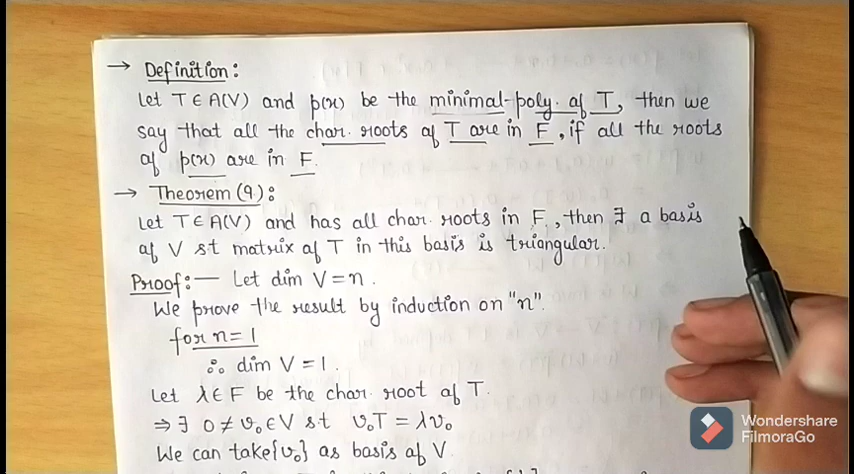 → Definition:
Let T ∈ A(V) and p(x) be the minimal-poly. of T, then we
say that all the char. roots of T are in F, if all the roots
of p(x) are in F.
→ Theorem (9):
Let T ∈ A(V) and has all char. roots in F, then ∃ a basis
of V st matrix of T in this basis is triangular.
Proof:— Let dim V = n.
We prove the result by induction on "n".
for n = 1
∴ dim V = 1.
Let λ ∈ F be the char. root of T.
⇒ ∃ 0 ≠ v₀ ∈ V st v₀T = λv₀
We can take {v₀} as basis of V.
Wondershare
FilmoraGo